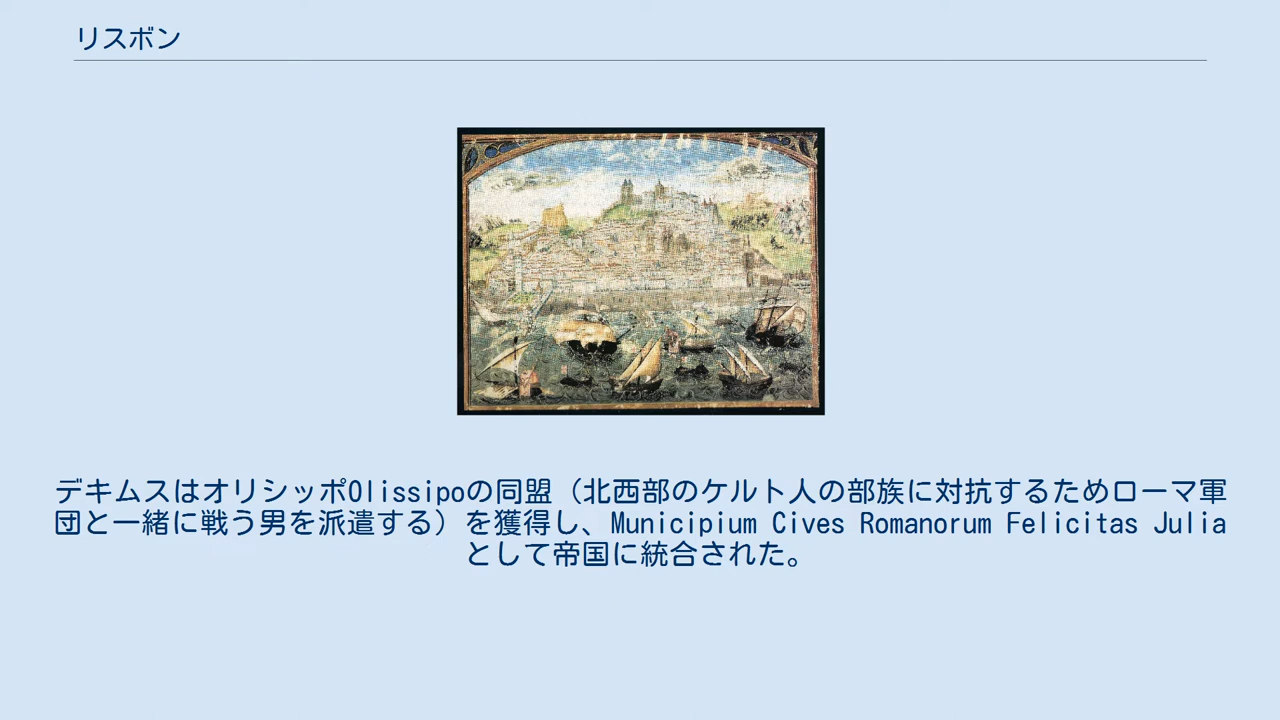 リスボン
デキムスはオリシッポOlissipoの同盟（北西部のケルト人の部族に対抗するためローマ軍
団と一緒に戦う男を派遣する）を獲得し、Municipium Cives Romanorum Felicitas Julia
として帝国に統合された。